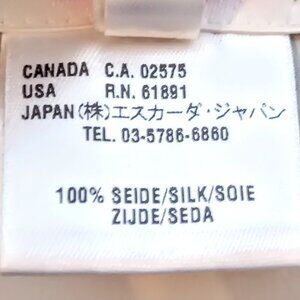 CANADA C.A. 02575
USA R.N. 61891
JAPAN(株)エスカーダ・ジャパン
TEL. 03-5786-6860
100% SEIDE/SILK/SOIE
ZIJDE/SEDA